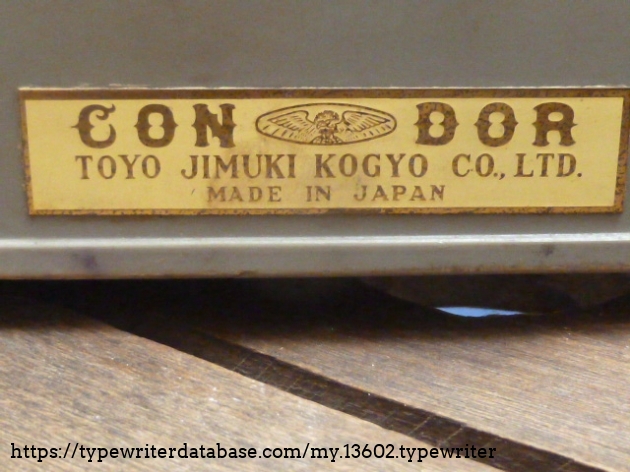 CON DOR
TOYO JIMUKI KOGYO CO., LTD.
MADE IN JAPAN
https://typewriterdatabase.com/my.13602.typewriter